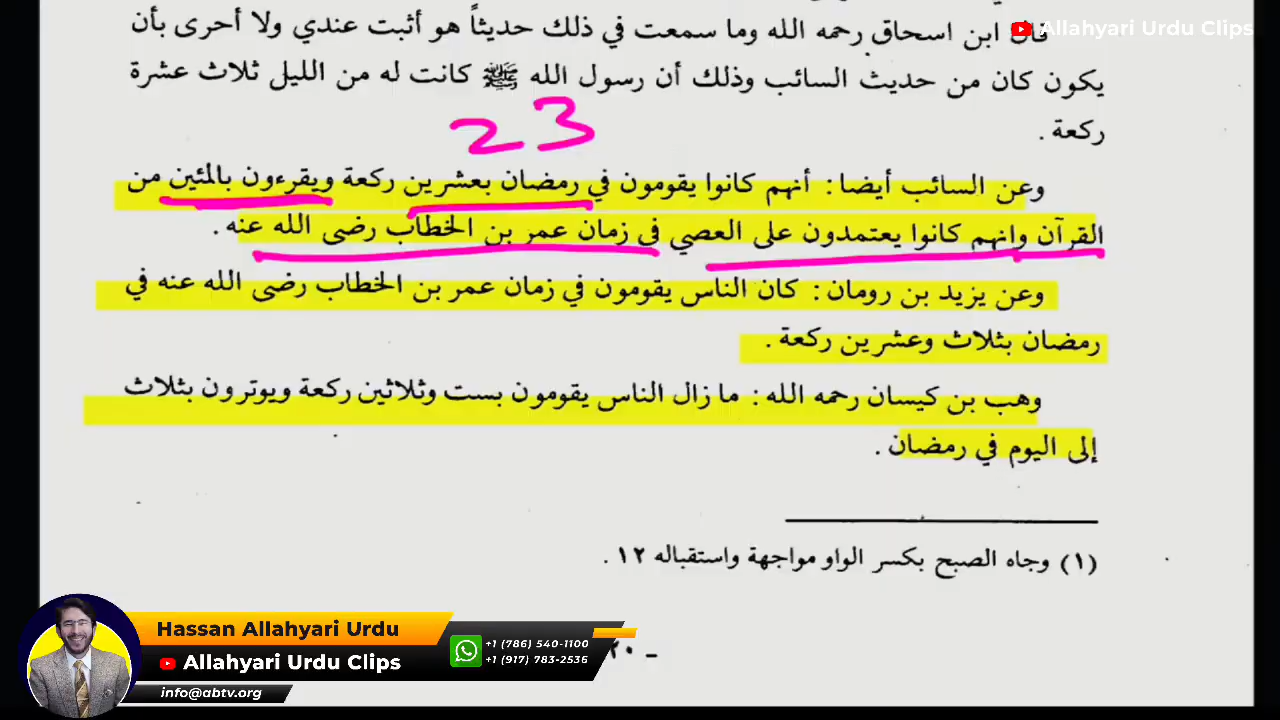 Allahyari Urdu Clips
قال ابن اسحاق رحمه الله وما سمعت في ذلك حديثاً هو أثبت عندي ولا أحرى بأن
يكون كان من حديث السائب وذلك أن رسول الله ﷺ كانت له من الليل ثلاث عشرة
ركعة .
23
وعن السائب أيضا : أنهم كانوا يقومون في رمضان بعشرين ركعة ويقرءون بالمئين من
القرآن وانهم كانوا يعتمدون على العصي في زمان عمر بن الخطاب رضى الله عنه .
وعن يزيد بن رومان : كان الناس يقومون في زمان عمر بن الخطاب رضى الله عنه في
رمضان بثلاث وعشرين ركعة .
وهب بن كيسان رحمه الله : ما زال الناس يقومون بست وثلاثين ركعة ويوترون بثلاث
إلى اليوم في رمضان .
(١) وجاه الصبح بكسر الواو مواجهة واستقباله ١٢ .
Hassan Allahyari Urdu
Allahyari Urdu Clips
info@abtv.org
+1 (786) 540-1100
+1 (917) 783-2536
٢٠ -